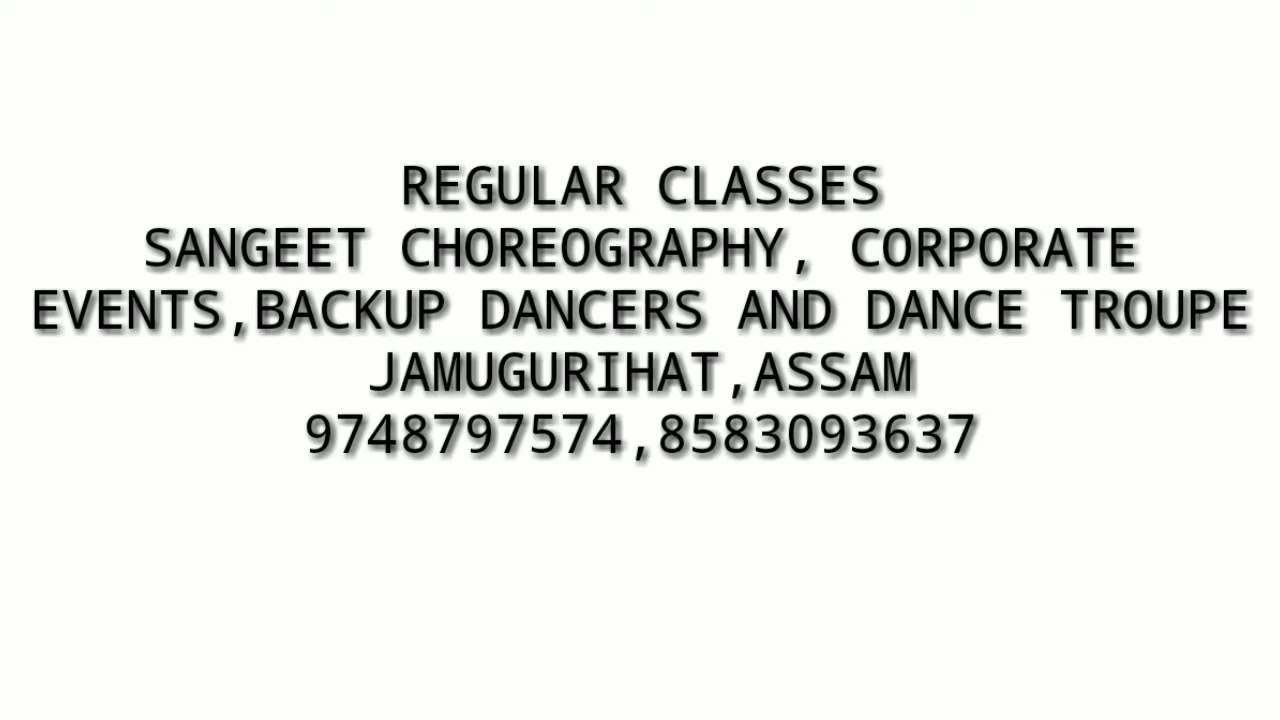 REGULAR CLASSES
SANGEET CHOREOGRAPHY, CORPORATE
EVENTS,BACKUP DANCERS AND DANCE TROUPE
JAMUGURIHAT,ASSAM
9748797574,8583093637